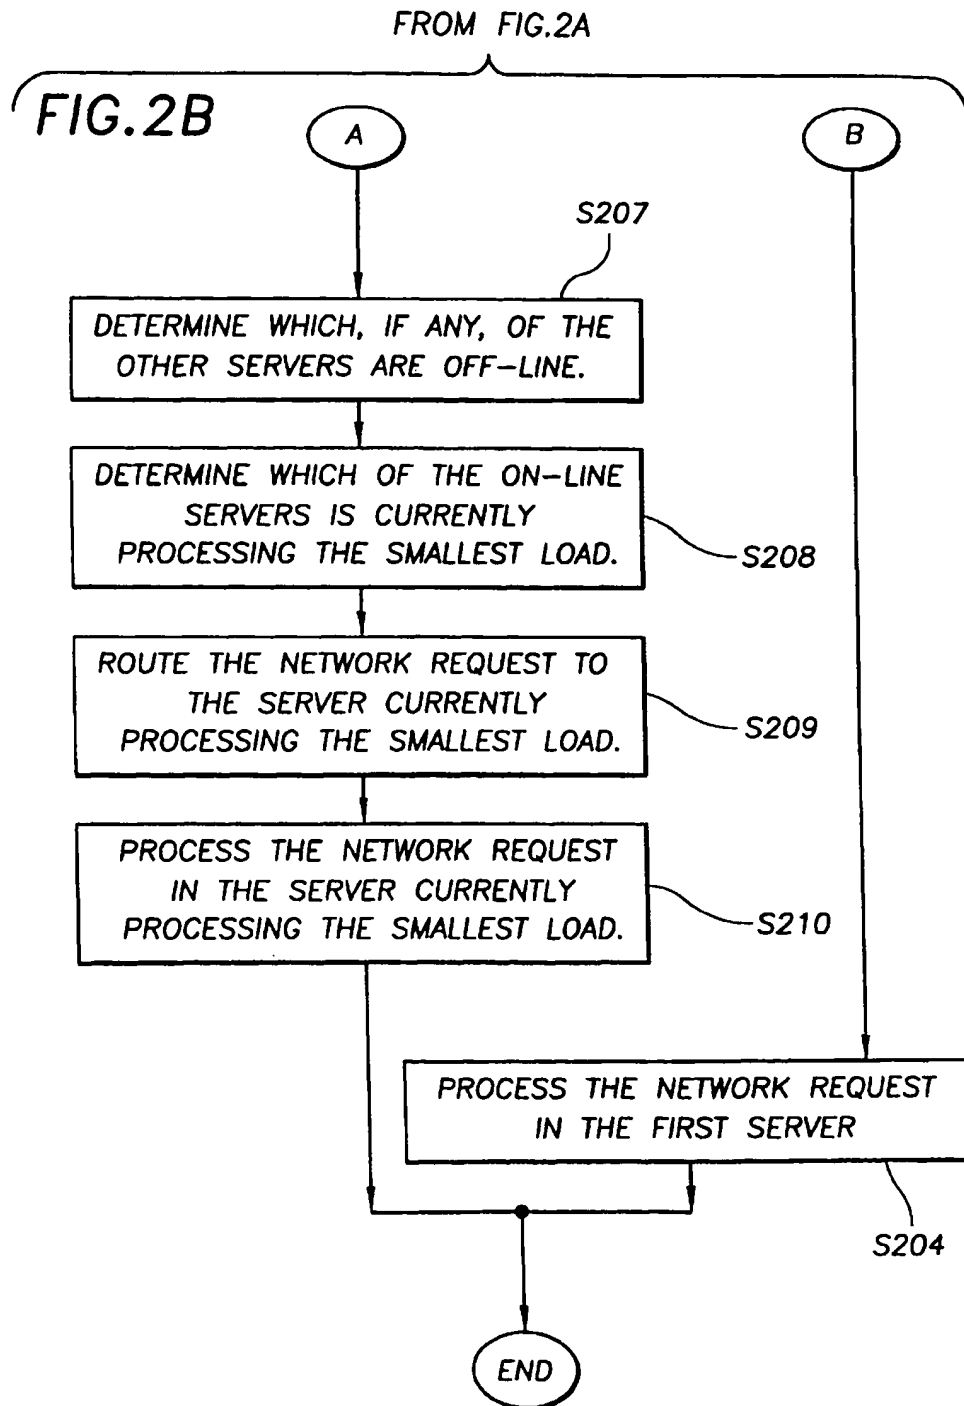 FROM FIG.2A
FIG.2B
A
B
S207
DETERMINE WHICH, IF ANY, OF THE
OTHER SERVERS ARE OFF-LINE.
DETERMINE WHICH OF THE ON-LINE
SERVERS IS CURRENTLY
PROCESSING THE SMALLEST LOAD.
S208
ROUTE THE NETWORK REQUEST TO
THE SERVER CURRENTLY
PROCESSING THE SMALLEST LOAD.
S209
PROCESS THE NETWORK REQUEST
IN THE SERVER CURRENTLY
PROCESSING THE SMALLEST LOAD.
S210
PROCESS THE NETWORK REQUEST
IN THE FIRST SERVER
S204
END